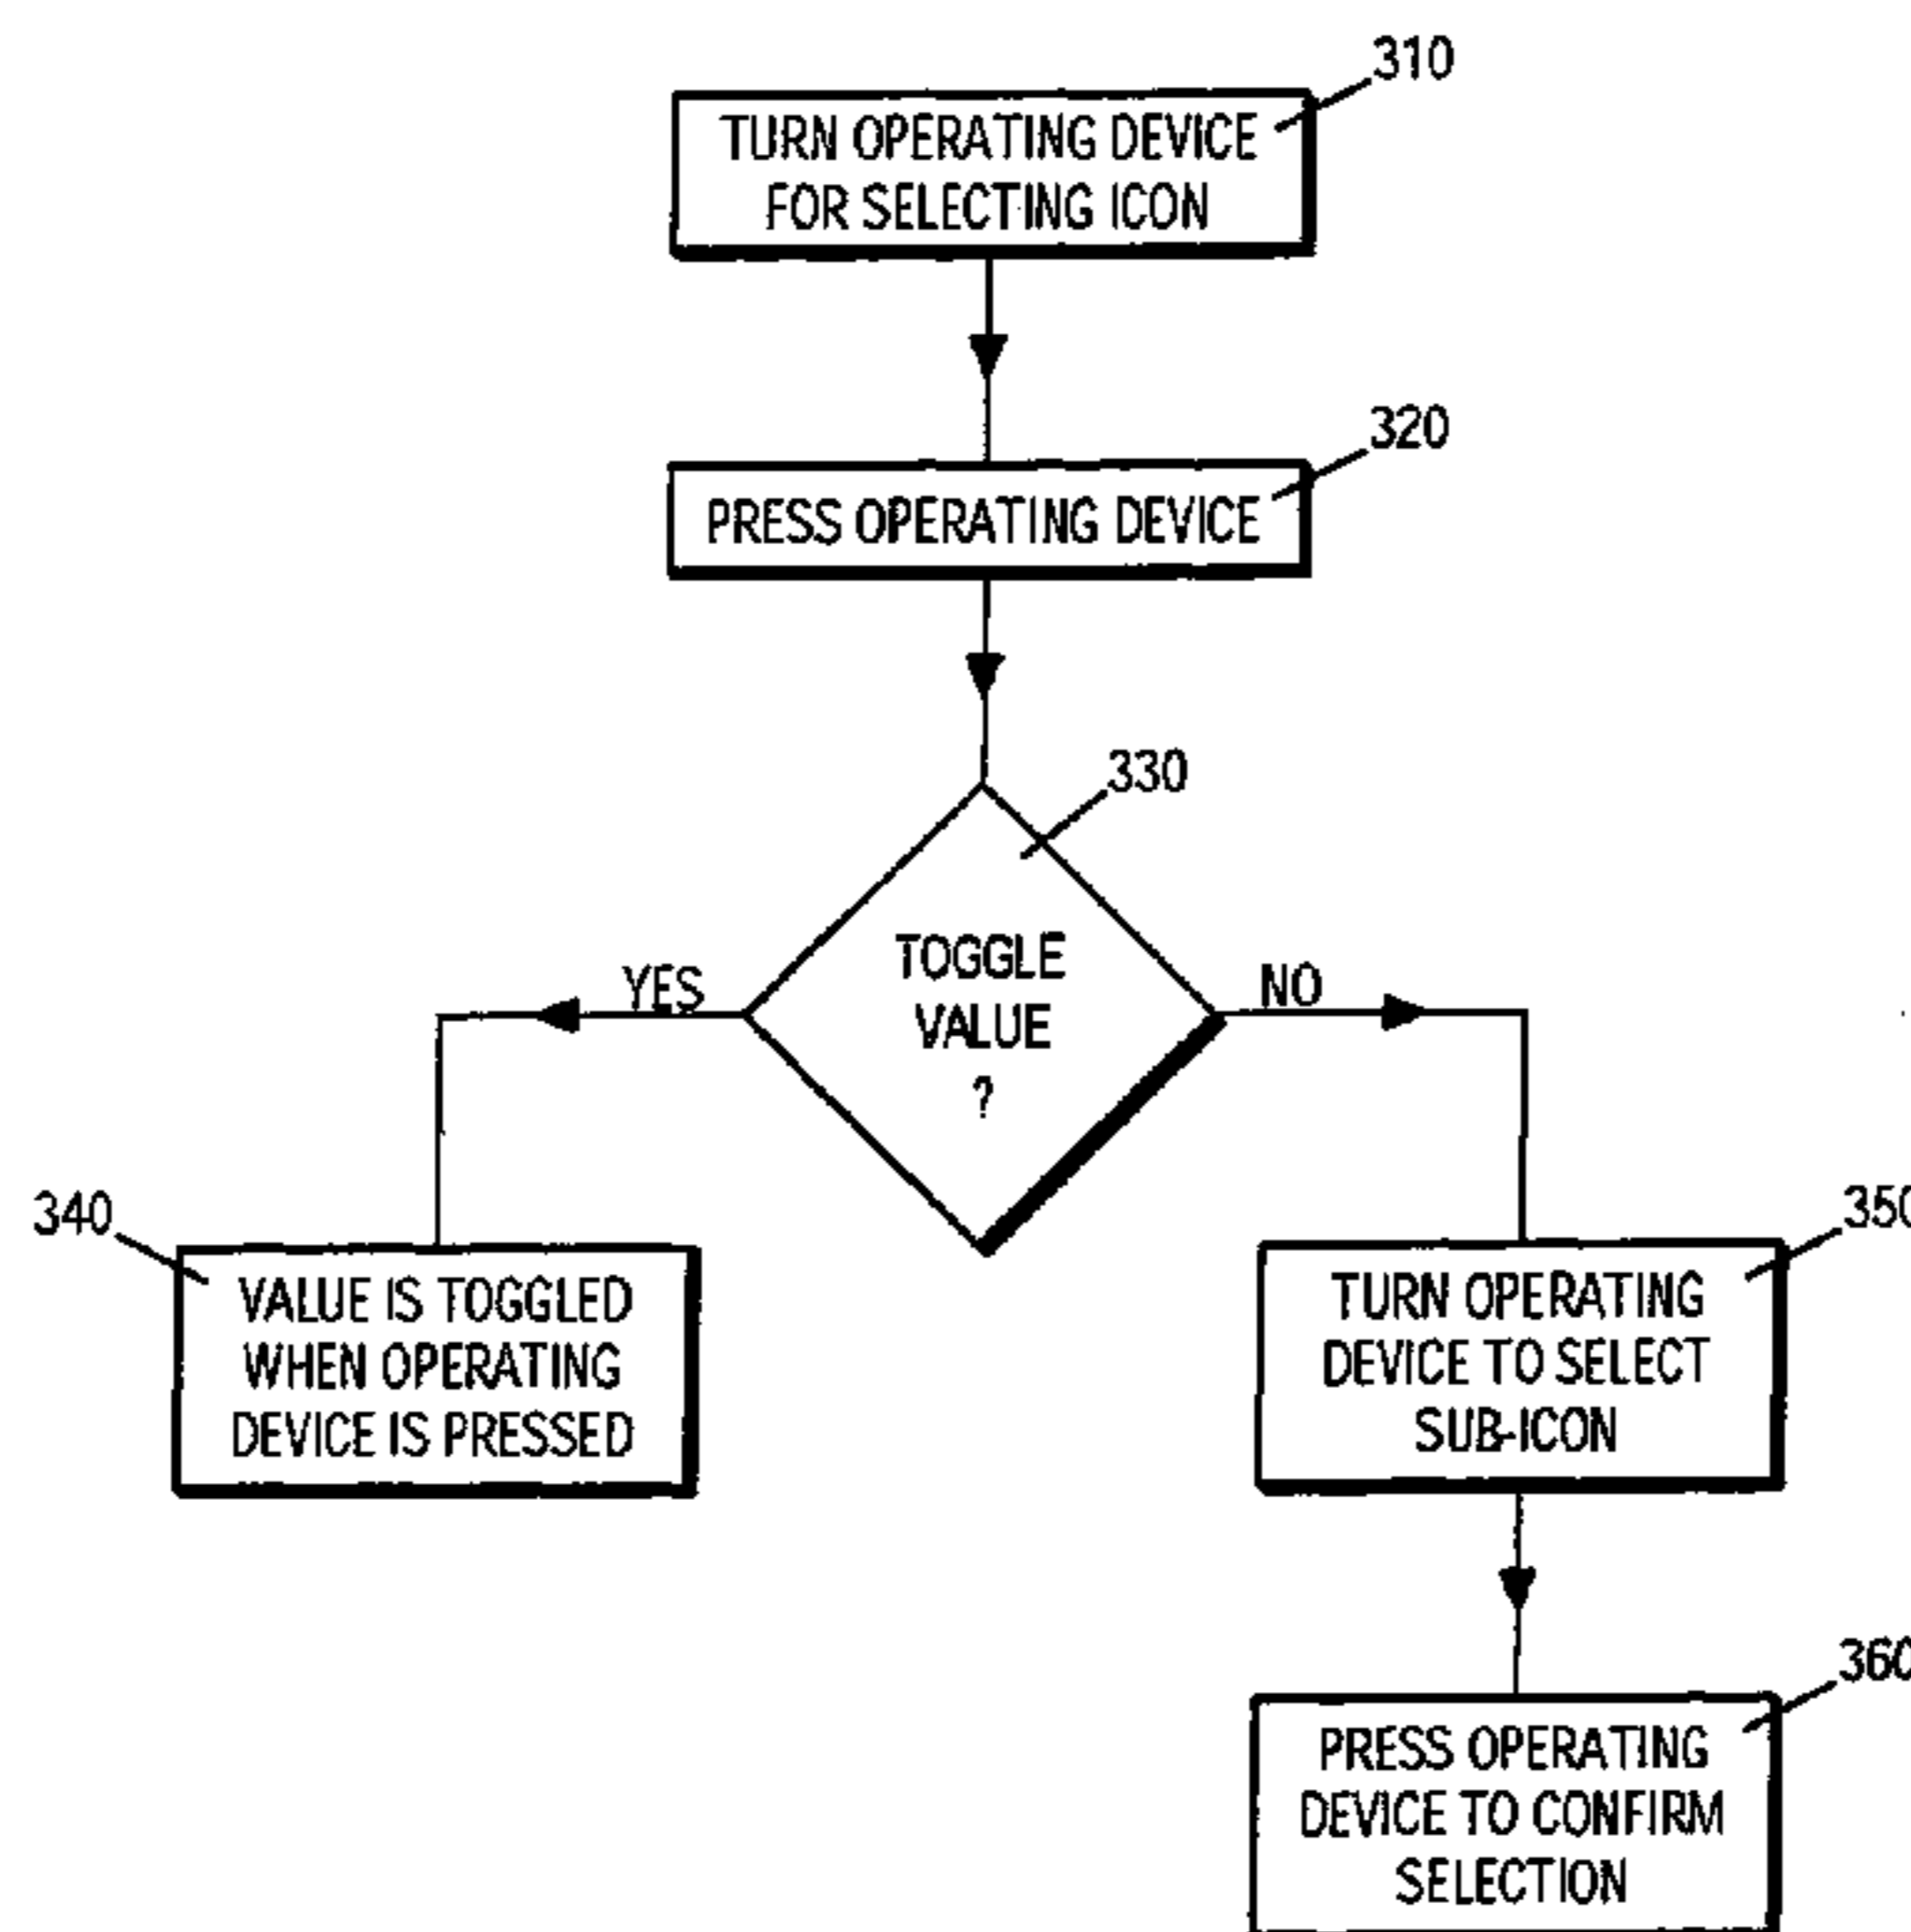 310
TURN OPERATING DEVICE
FOR SELECTING ICON
320
PRESS OPERATING DEVICE
330
TOGGLE
VALUE
?
YES
NO
340
VALUE IS TOGGLED
WHEN OPERATING
DEVICE IS PRESSED
350
TURN OPERATING
DEVICE TO SELECT
SUB-ICON
360
PRESS OPERATING
DEVICE TO CONFIRM
SELECTION